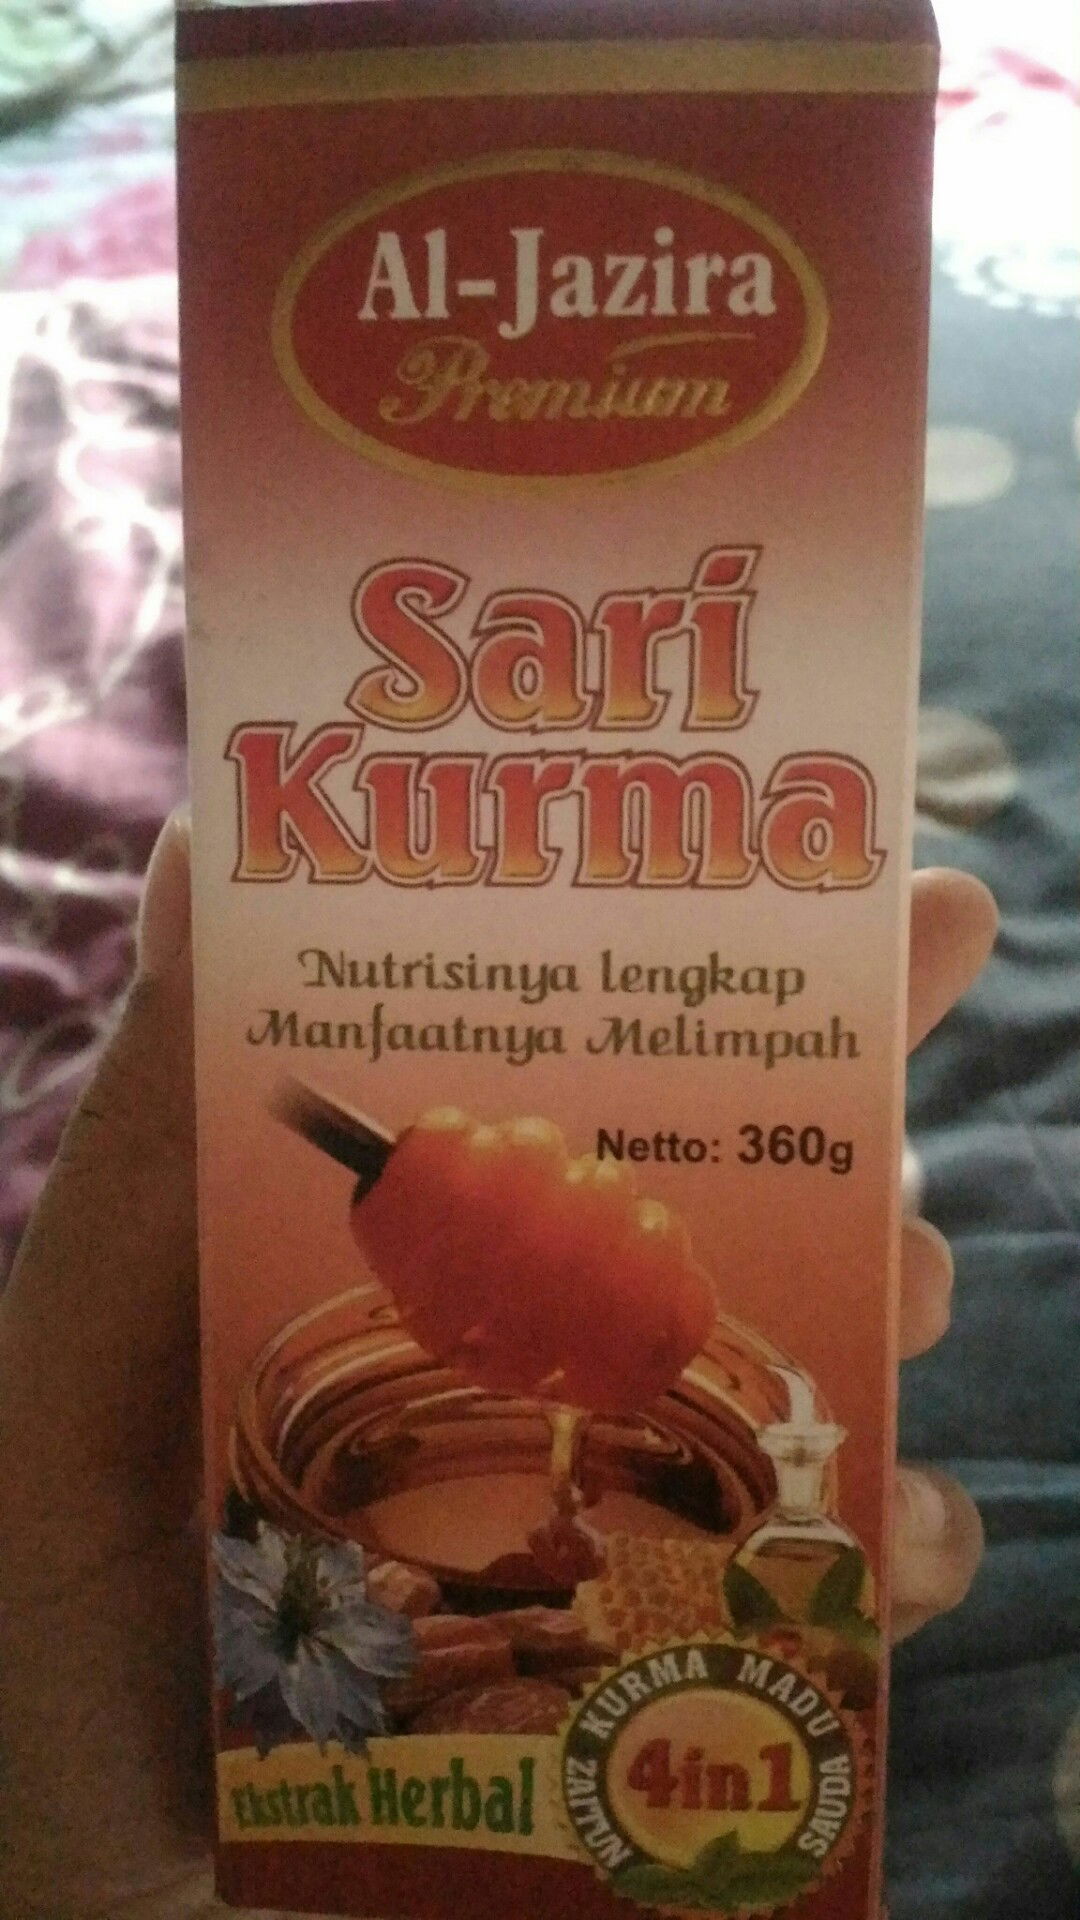 Al-Jazira
Premium
Sari
Kurma
Nutrisinya lengkap
Manfaatnya Melimpah
Netto: 360g
Ekstrak Herbal
KURMA MADU SAUDA
ZAITUN
4in1